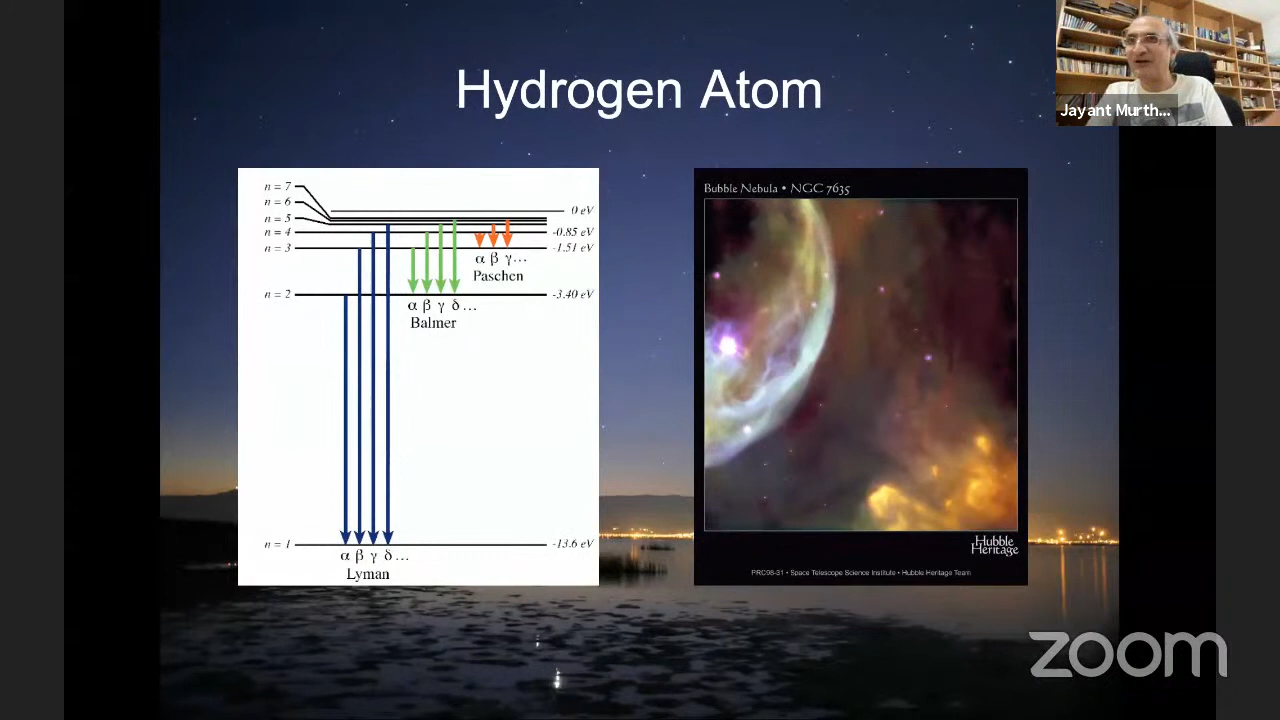 Hydrogen Atom
Jayant Murth...
n = 7
n = 6
n = 5
n = 4
n = 3
n = 2
n = 1
0 eV
-0.85 eV
-1.51 eV
-3.40 eV
-13.6 eV
α β γ...
Paschen
α β γ δ...
Balmer
α β γ δ...
Lyman
Bubble Nebula • NGC 7635
Hubble
Heritage
PRC98-31 • Space Telescope Science Institute • Hubble Heritage Team
zoom